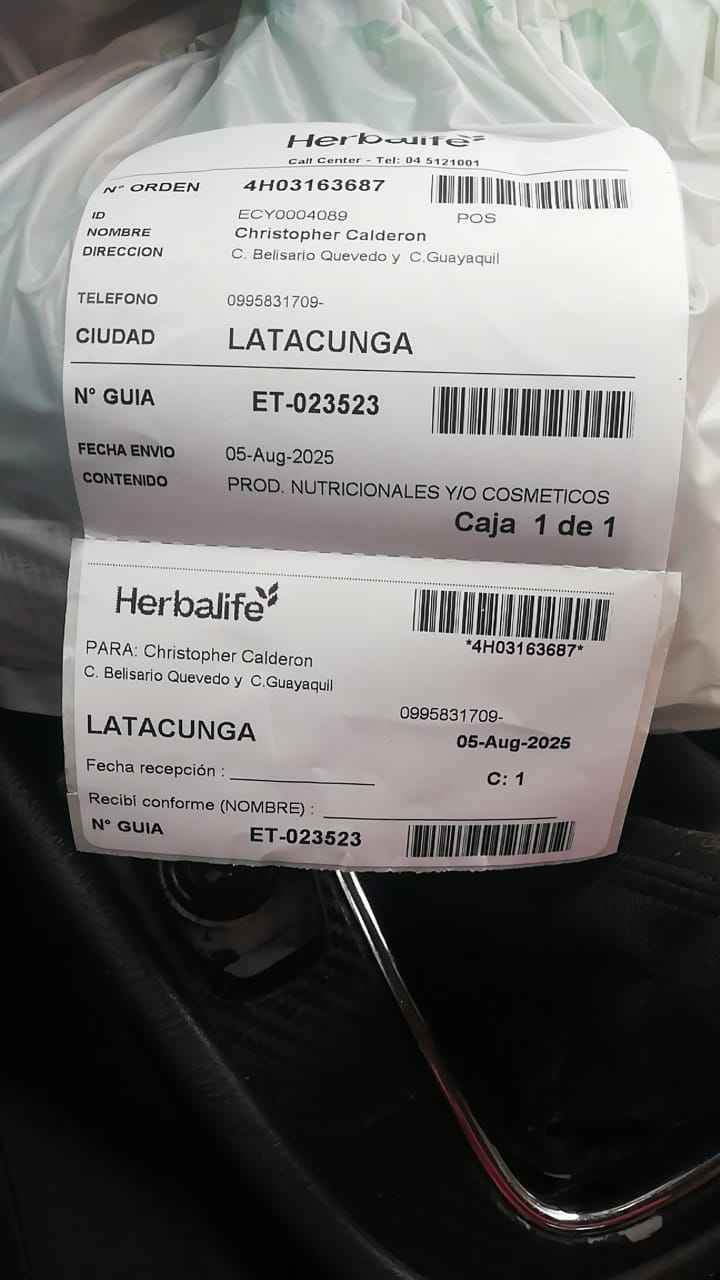 Herbalife
Call Center - Tel: 04 5121001
N° ORDEN 4H03163687
ID ECY0004089 POS
NOMBRE Christopher Calderon
DIRECCION C. Belisario Quevedo y C.Guayaquil
TELEFONO 0995831709-
CIUDAD LATACUNGA
N° GUIA ET-023523
FECHA ENVIO 05-Aug-2025
CONTENIDO PROD. NUTRICIONALES Y/O COSMETICOS
Caja 1 de 1
Herbalife
*4H03163687*
PARA: Christopher Calderon
C. Belisario Quevedo y C.Guayaquil
0995831709-
LATACUNGA 05-Aug-2025
Fecha recepción : ____________ C: 1
Recibí conforme (NOMBRE) : ____________________
N° GUIA ET-023523